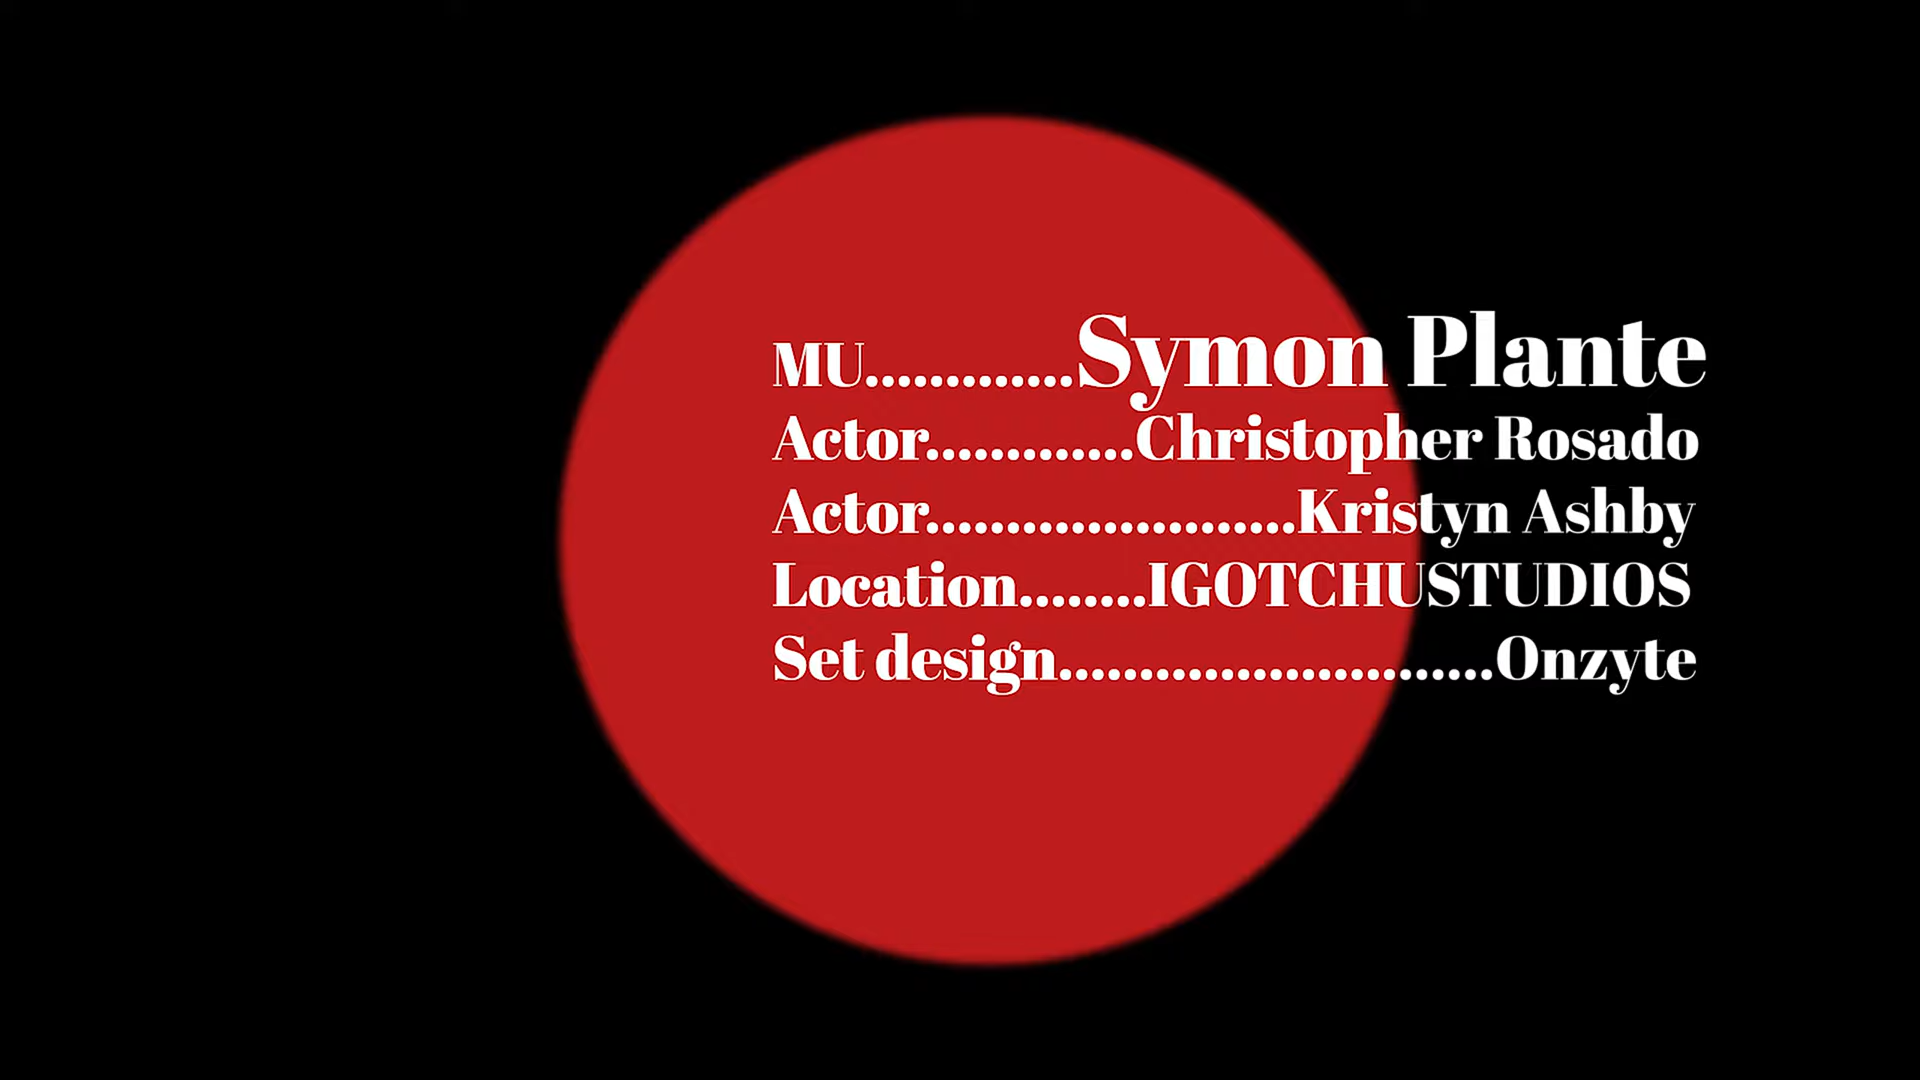 MU.............Symon Plante
Actor.............Christopher Rosado
Actor.......................Kristyn Ashby
Location........IGOTCHUSTUDIOS
Set design...........................Onzyte